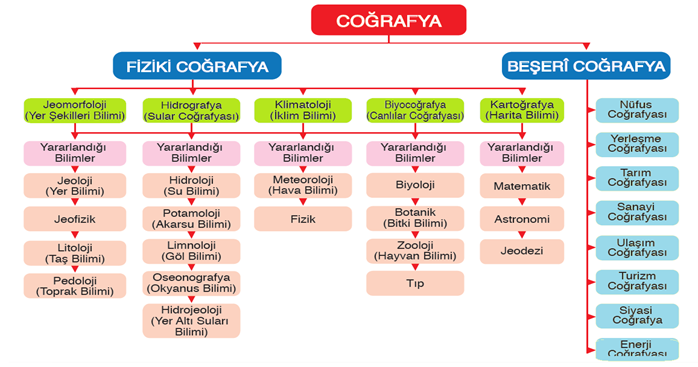 COĞRAFYA
FİZİKİ COĞRAFYA
BEŞERÎ COĞRAFYA
Jeomorfoloji
(Yer Şekilleri Bilimi)
Hidrografya
(Sular Coğrafyası)
Klimatoloji
(İklim Bilimi)
Biyocoğrafya
(Canlılar Coğrafyası)
Kartoğrafya
(Harita Bilimi)
Yararlandığı
Bilimler
Yararlandığı
Bilimler
Yararlandığı
Bilimler
Yararlandığı
Bilimler
Yararlandığı
Bilimler
Jeoloji
(Yer Bilimi)
Jeofizik
Litoloji
(Taş Bilimi)
Pedoloji
(Toprak Bilimi)
Hidroloji
(Su Bilimi)
Potamoloji
(Akarsu Bilimi)
Limnoloji
(Göl Bilimi)
Oseonografya
(Okyanus Bilimi)
Hidrojeoloji
(Yer Altı Suları
Bilimi)
Meteoroloji
(Hava Bilimi)
Fizik
Biyoloji
Botanik
(Bitki Bilimi)
Zooloji
(Hayvan Bilimi)
Tıp
Matematik
Astronomi
Jeodezi
Nüfus
Coğrafyası
Yerleşme
Coğrafyası
Tarım
Coğrafyası
Sanayi
Coğrafyası
Ulaşım
Coğrafyası
Turizm
Coğrafyası
Siyasi
Coğrafya
Enerji
Coğrafyası